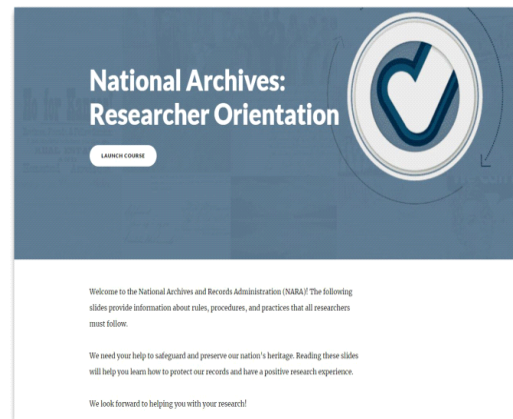 National Archives:
Researcher Orientation
LAUNCH COURSE
Welcome to the National Archives and Records Administration (NARA)! The following
slides provide information about rules, procedures, and practices that all researchers
must follow.
We need your help to safeguard and preserve our nation's heritage. Reading these slides
will help you learn how to protect our records and have a positive research experience.
We look forward to helping you with your research!